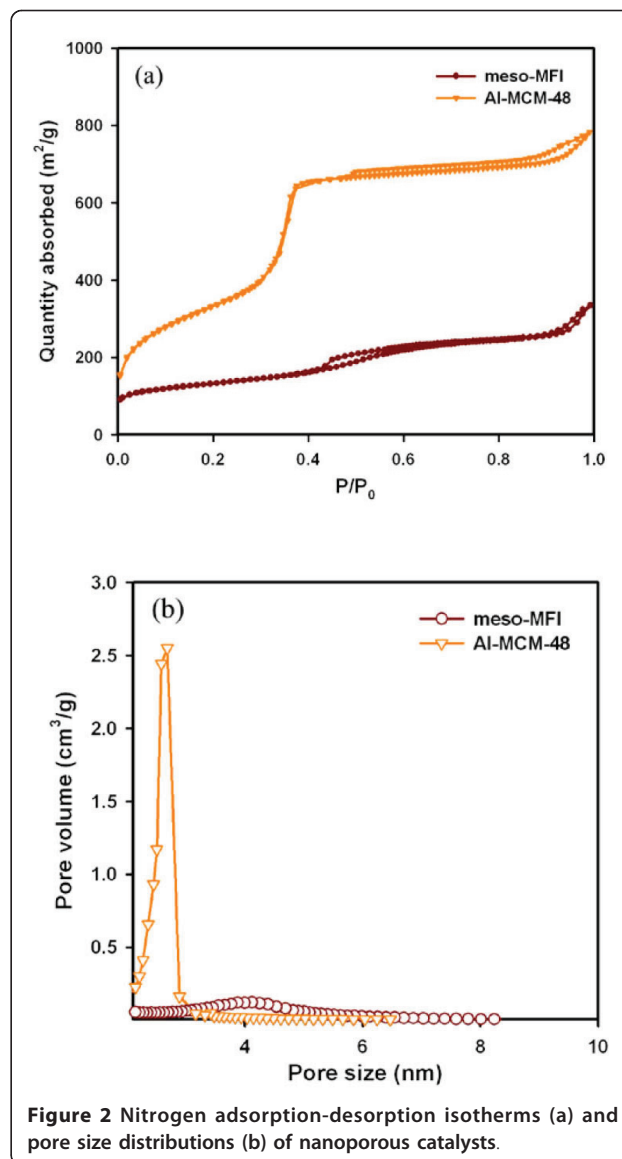 1000
(a)
meso-MFI
Al-MCM-48
800
600
400
200
0
Quantity absorbed (m²/g)
0.0 0.2 0.4 0.6 0.8 1.0
P/P₀
3.0
(b)
meso-MFI
Al-MCM-48
2.5
2.0
1.5
1.0
0.5
Pore volume (cm³/g)
4 6 8 10
Pore size (nm)
Figure 2 Nitrogen adsorption-desorption isotherms (a) and
pore size distributions (b) of nanoporous catalysts.